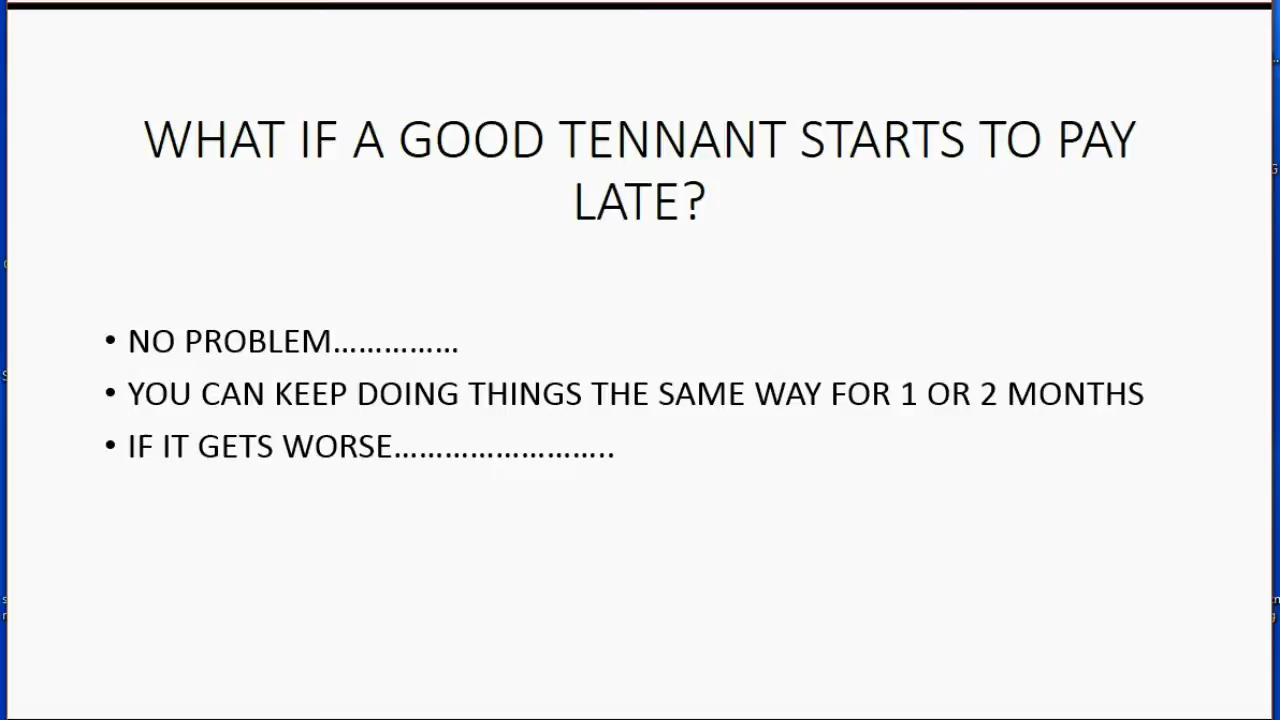 WHAT IF A GOOD TENNANT STARTS TO PAY
LATE?
• NO PROBLEM……………
• YOU CAN KEEP DOING THINGS THE SAME WAY FOR 1 OR 2 MONTHS
• IF IT GETS WORSE……………………..